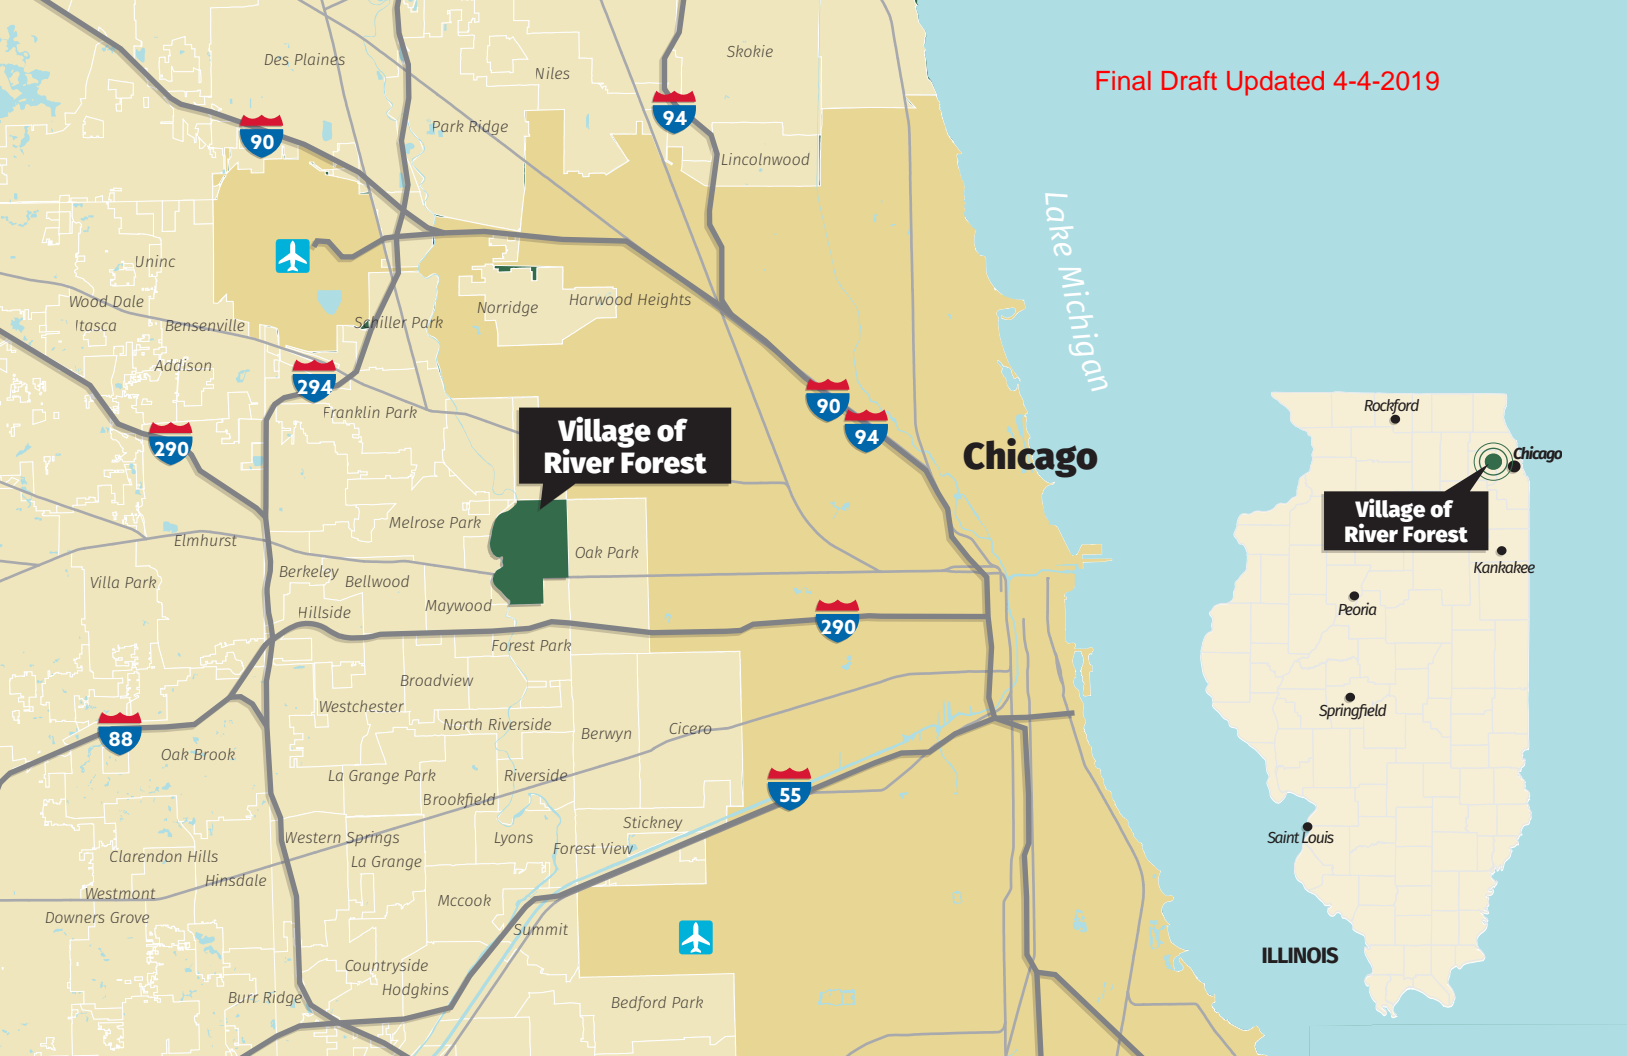 Skokie
Des Plaines
Niles
Final Draft Updated 4-4-2019
94
Park Ridge
90
Lincolnwood
Lake Michigan
Uninc
Wood Dale
Harwood Heights
Norridge
Itasca
Bensenville
Schiller Park
Addison
294
90
Franklin Park
94
290
Village of
River Forest
Chicago
Rockford
Chicago
Village of
River Forest
Melrose Park
Elmhurst
Oak Park
Kankakee
Berkeley
Bellwood
Villa Park
Maywood
Hillside
Peoria
290
Forest Park
Broadview
Westchester
Springfield
North Riverside
Cicero
Berwyn
88
Oak Brook
La Grange Park
Riverside
55
Brookfield
Stickney
Western Springs
Lyons
Saint Louis
Forest View
Clarendon Hills
La Grange
Hinsdale
Westmont
Mccook
Downers Grove
Summit
ILLINOIS
Countryside
Hodgkins
Burr Ridge
Bedford Park